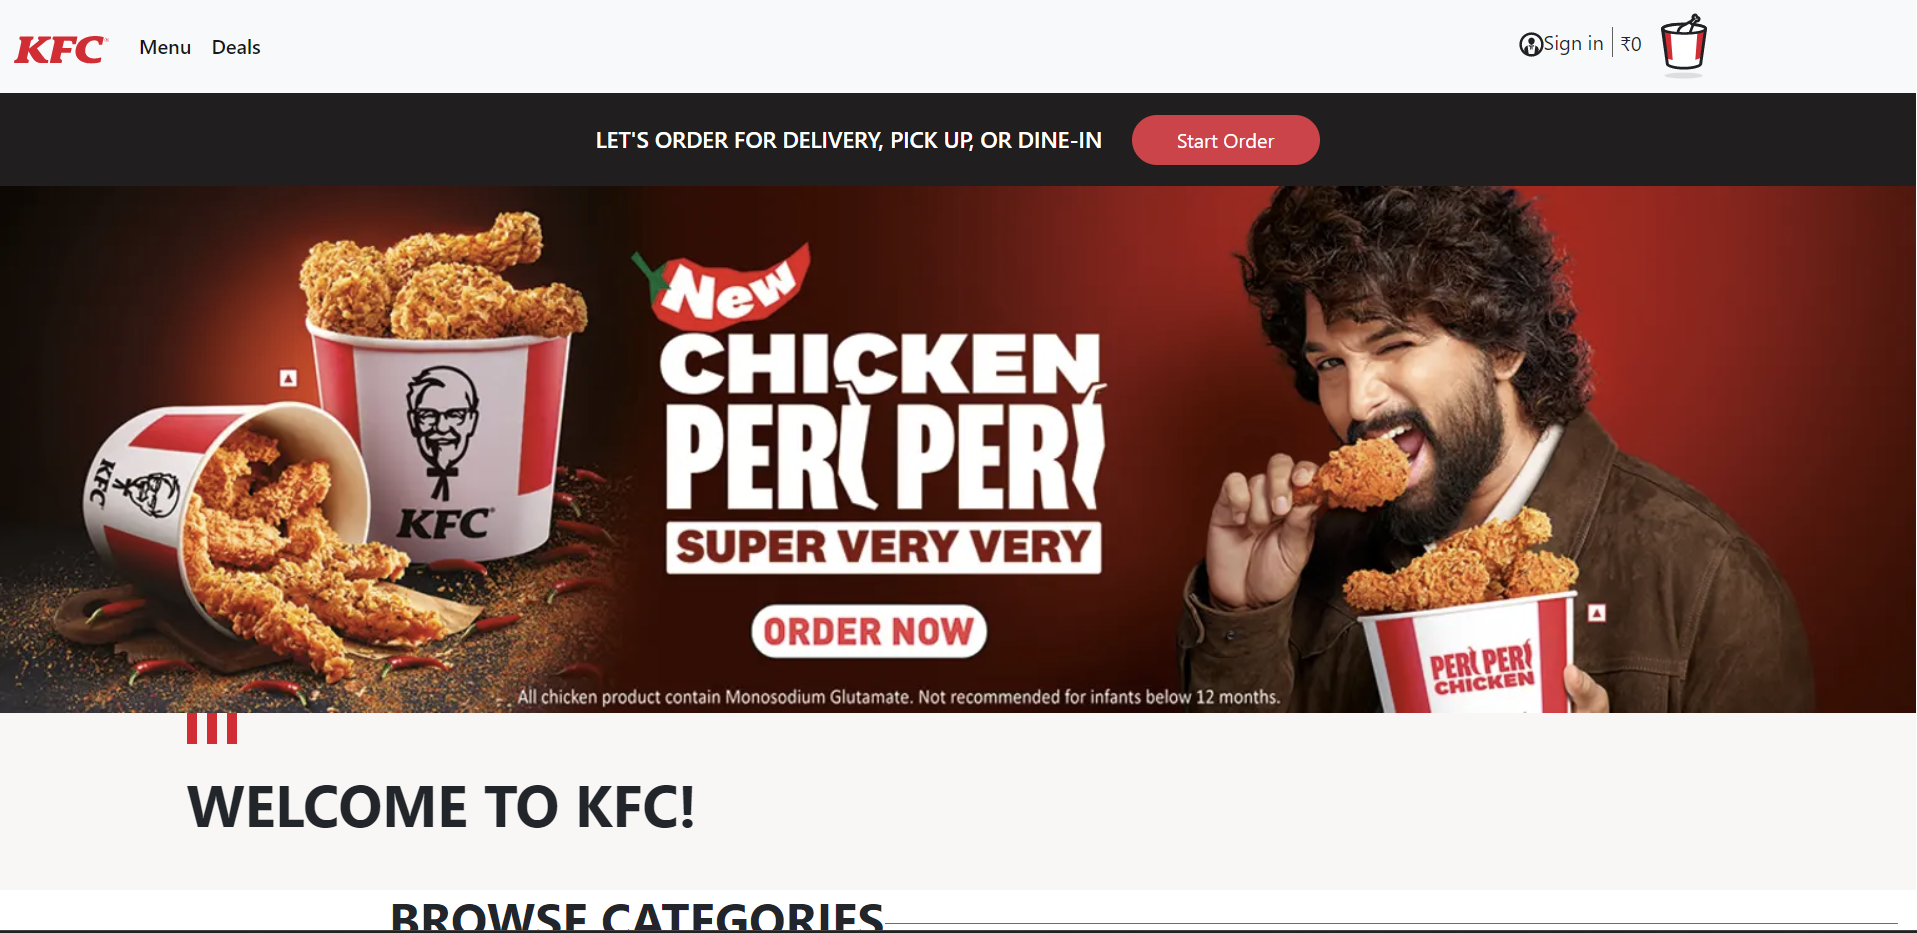 KFC
Menu Deals
Sign in ₹0
LET'S ORDER FOR DELIVERY, PICK UP, OR DINE-IN Start Order
New
CHICKEN
PERI PERI
SUPER VERY VERY
ORDER NOW
KFC
KFC
PERI PERI
CHICKEN
All chicken product contain Monosodium Glutamate. Not recommended for infants below 12 months.
WELCOME TO KFC!
BROWSE CATEGORIES